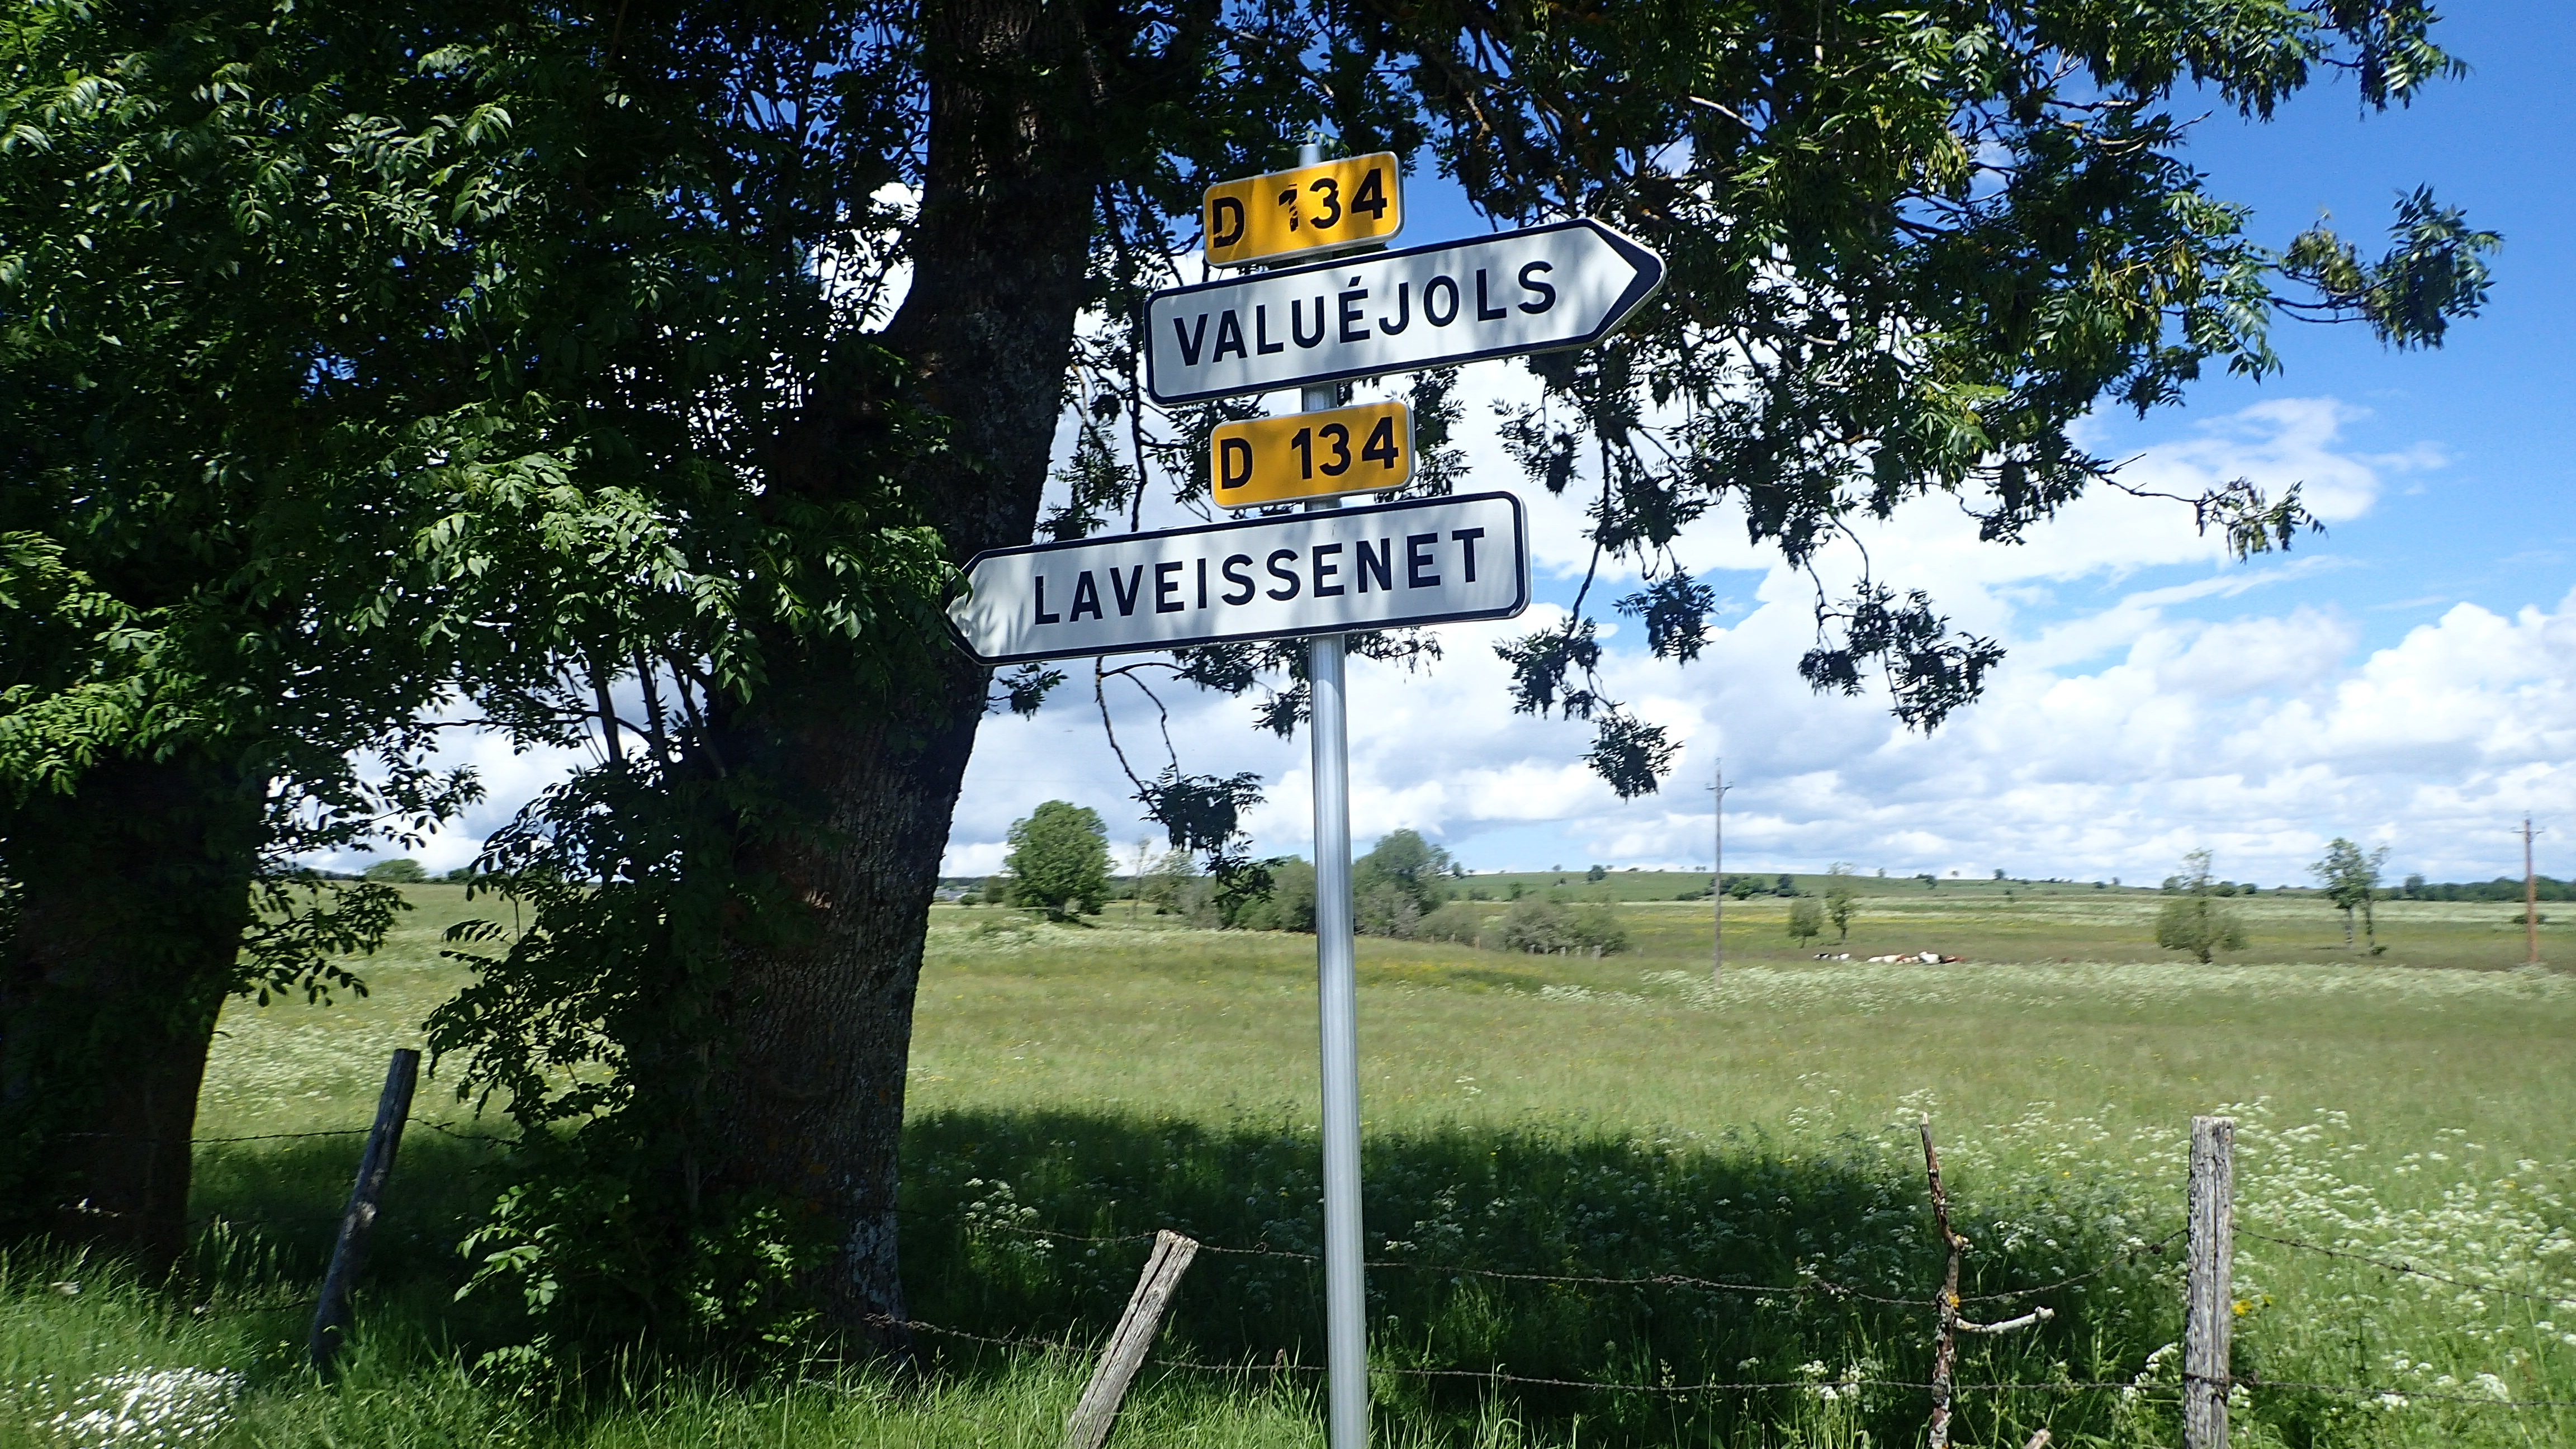 D 134
VALUÉJOLS
D 134
LAVEISSENET